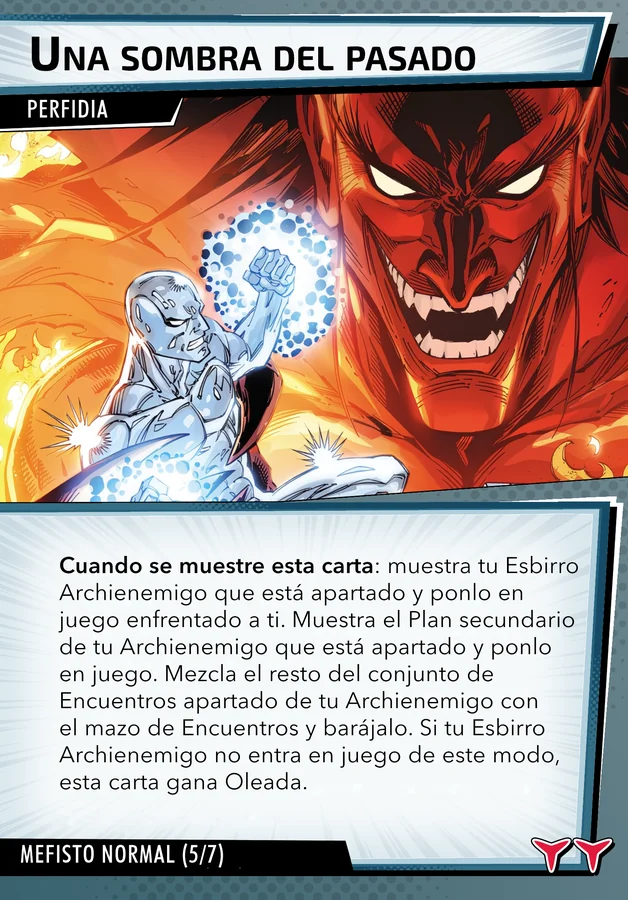 Una sombra del pasado
PERFIDIA
Cuando se muestre esta carta: muestra tu Esbirro
Archienemigo que está apartado y ponlo en
juego enfrentado a ti. Muestra el Plan secundario
de tu Archienemigo que está apartado y ponlo
en juego. Mezcla el resto del conjunto de
Encuentros apartado de tu Archienemigo con
el mazo de Encuentros y barájalo. Si tu Esbirro
Archienemigo no entra en juego de este modo,
esta carta gana Oleada.
MEFISTO NORMAL (5/7)